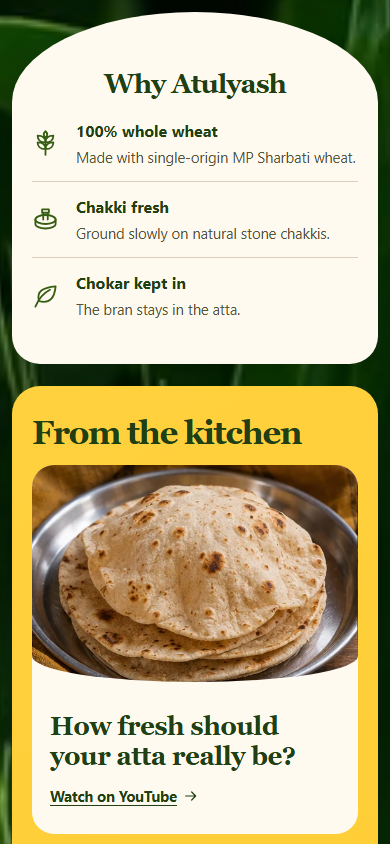 Why Atulyash
100% whole wheat
Made with single-origin MP Sharbati wheat.
Chakki fresh
Ground slowly on natural stone chakkis.
Chokar kept in
The bran stays in the atta.
From the kitchen
How fresh should
your atta really be?
Watch on YouTube →